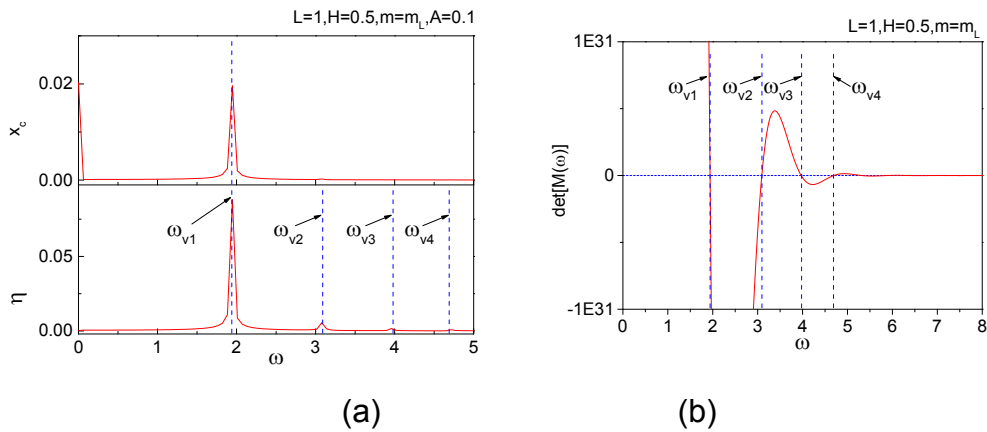 L=1,H=0.5,m=m_L,A=0.1
0.02
x_c
0.00
ω_v1 ω_v2 ω_v3 ω_v4
0.05
η
0.00
0 1 2 3 4 5
ω
(a)
L=1,H=0.5,m=m_L
1E31
ω_v1 ω_v2 ω_v3 ω_v4
det[M(ω)]
0
-1E31
0 1 2 3 4 5 6 7 8
ω
(b)